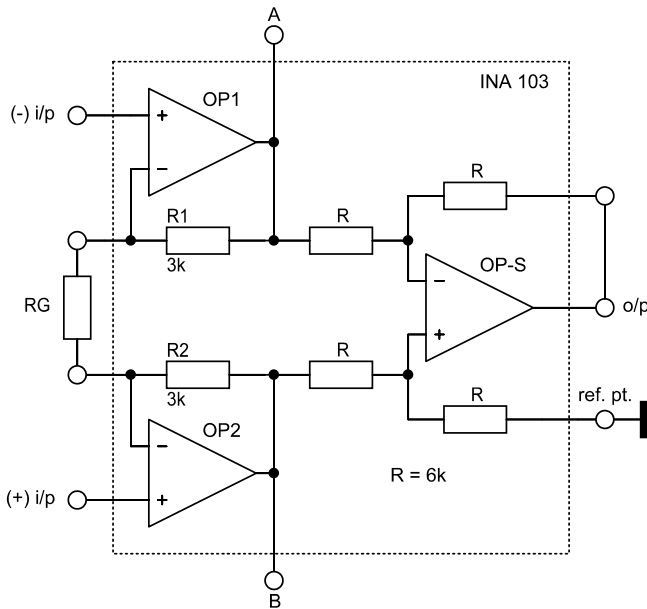 A
INA 103
(-) i/p
OP1
+
−
R
R1
R
3k
OP-S
−
RG
+
o/p
R2
R
3k
R
ref. pt.
OP2
−
R = 6k
(+) i/p
+
B